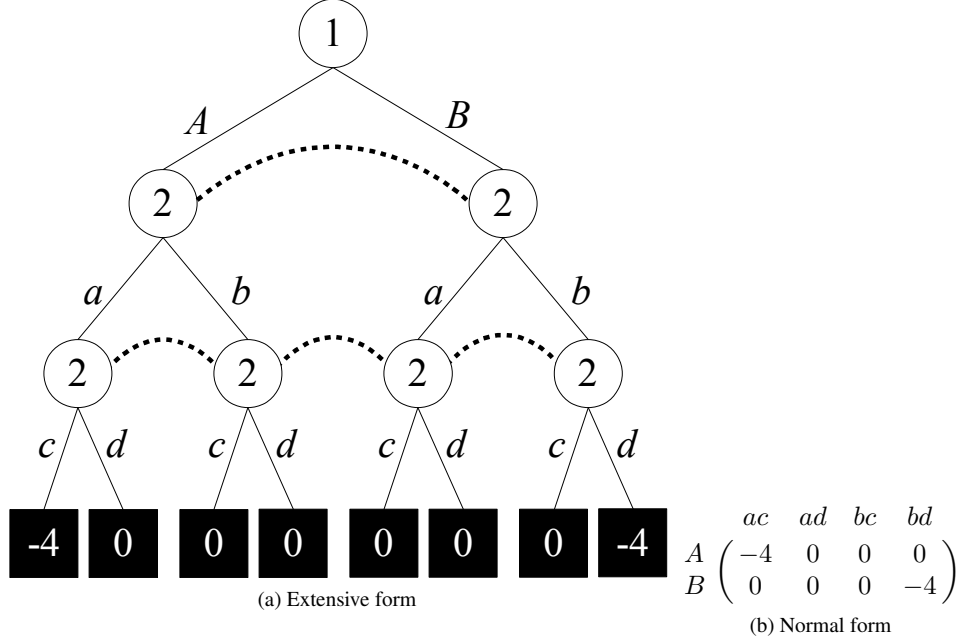 1
A B
2 2
a b a b
2 2 2 2
c d c d c d c d
-4 0 0 0 0 0 0 -4
(a) Extensive form
ac ad bc bd
A −4 0 0 0
B 0 0 0 −4
(b) Normal form